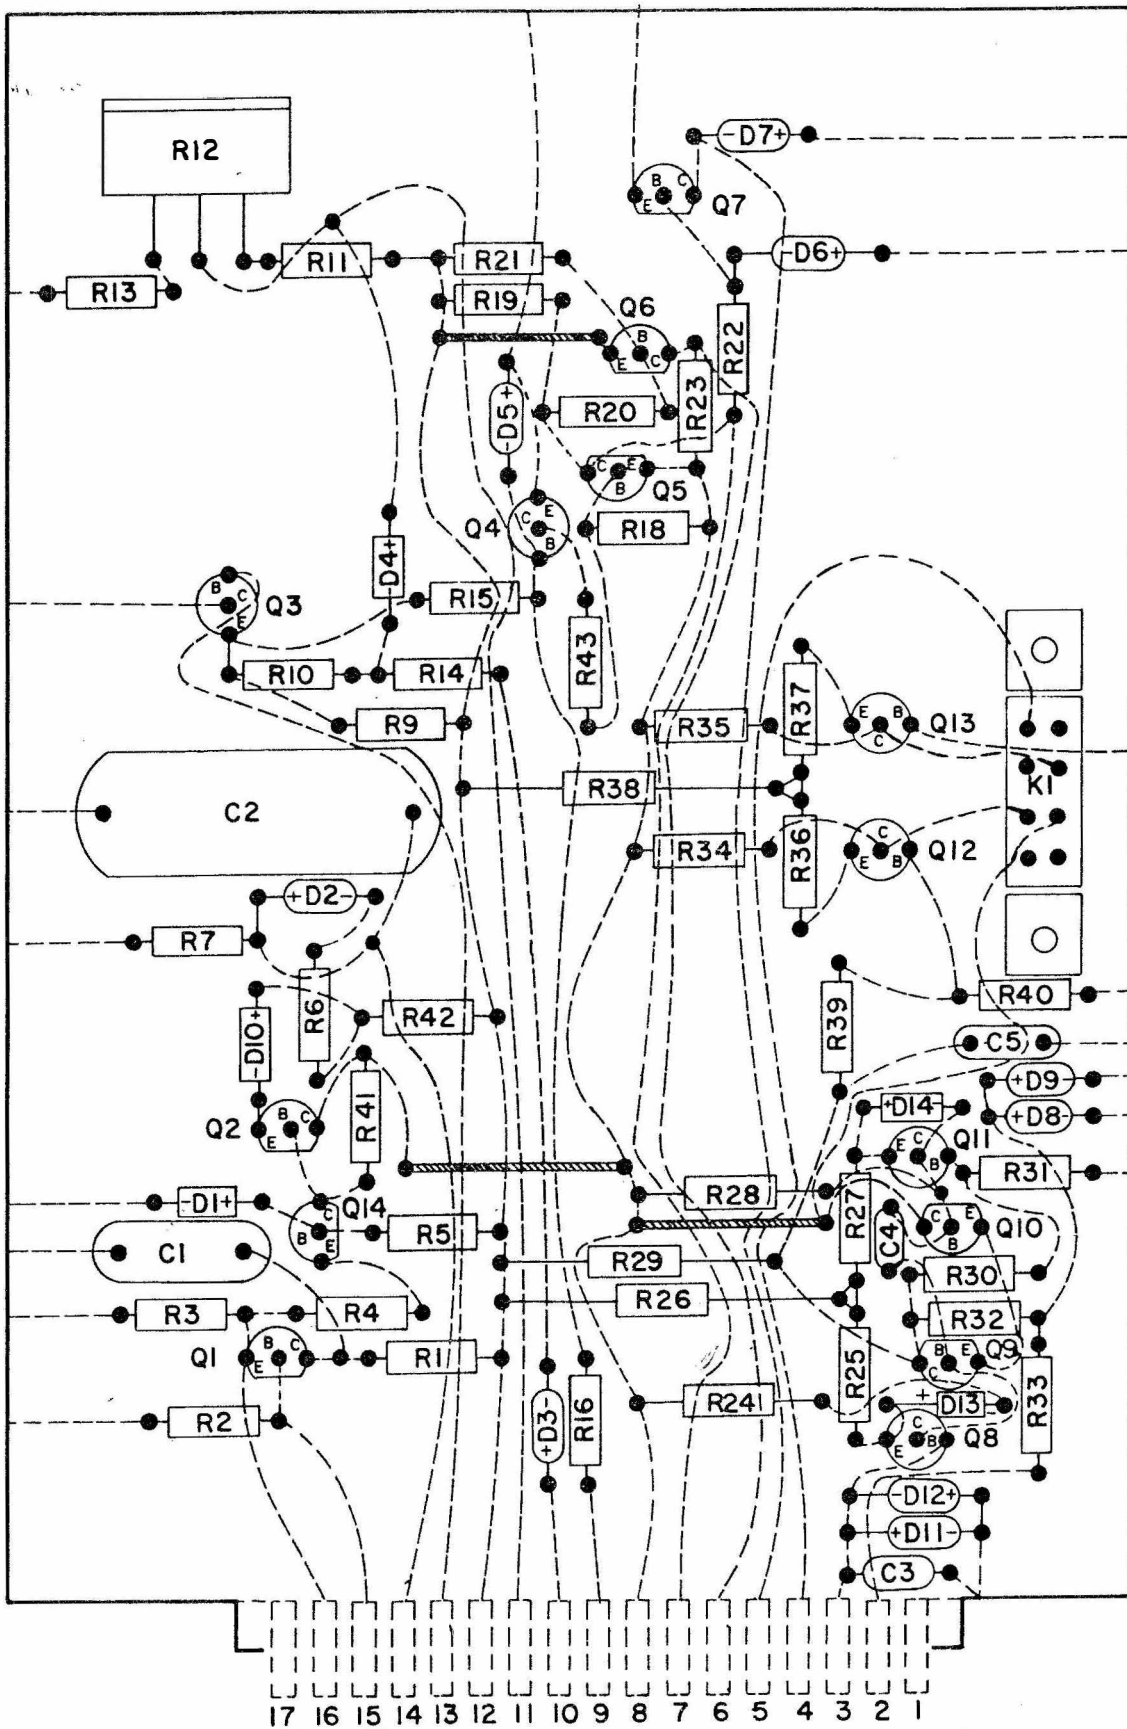 -D7+
R12
B C
E
Q7
R11
R21
-D6+
R13
R19
Q6
B
E C
R22
-D5+
R20
R23
C E
B
Q5
Q4
C E
B
R18
D4+
B
C
E
Q3
R15
R43
R10
R14
R37
R9
R35
E B
C
Q13
R38
K1
C2
R34
R36
C
E B
Q12
+D2-
R7
R6
R42
R39
R40
-D10+
C5
+D9-
R41
+D14
+D8-
Q2
B C
E
E C
B
Q11
R31
-D1+
Q14
C
B
E
R28
R27
C4
C E
B
Q10
C1
R5
R29
R30
R26
R3
R4
R32
Q1
B C
E
R1
R25
B E
C
Q9
R33
R2
+D3-
R16
R24
+
D13
C
E B
Q8
-D12+
+D11-
C3
17 16 15 14 13 12 11 10 9 8 7 6 5 4 3 2 1